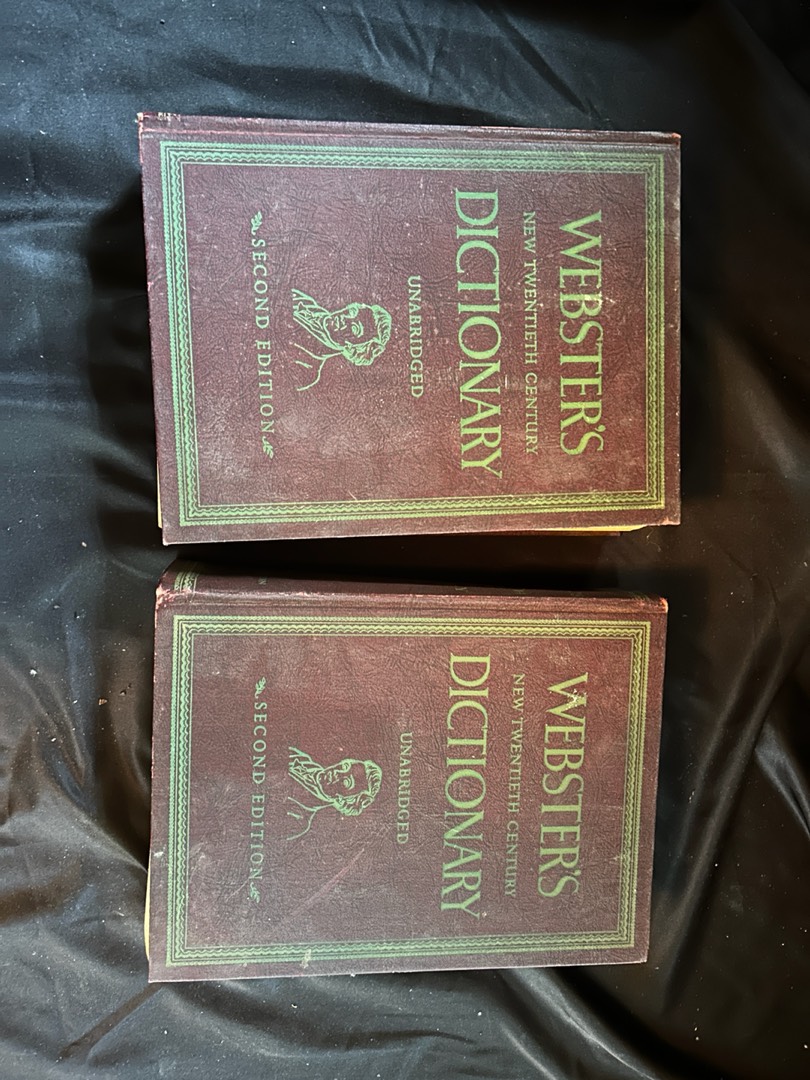 WEBSTER'S
NEW TWENTIETH CENTURY
DICTIONARY
UNABRIDGED
SECOND EDITION
WEBSTER'S
NEW TWENTIETH CENTURY
DICTIONARY
UNABRIDGED
SECOND EDITION